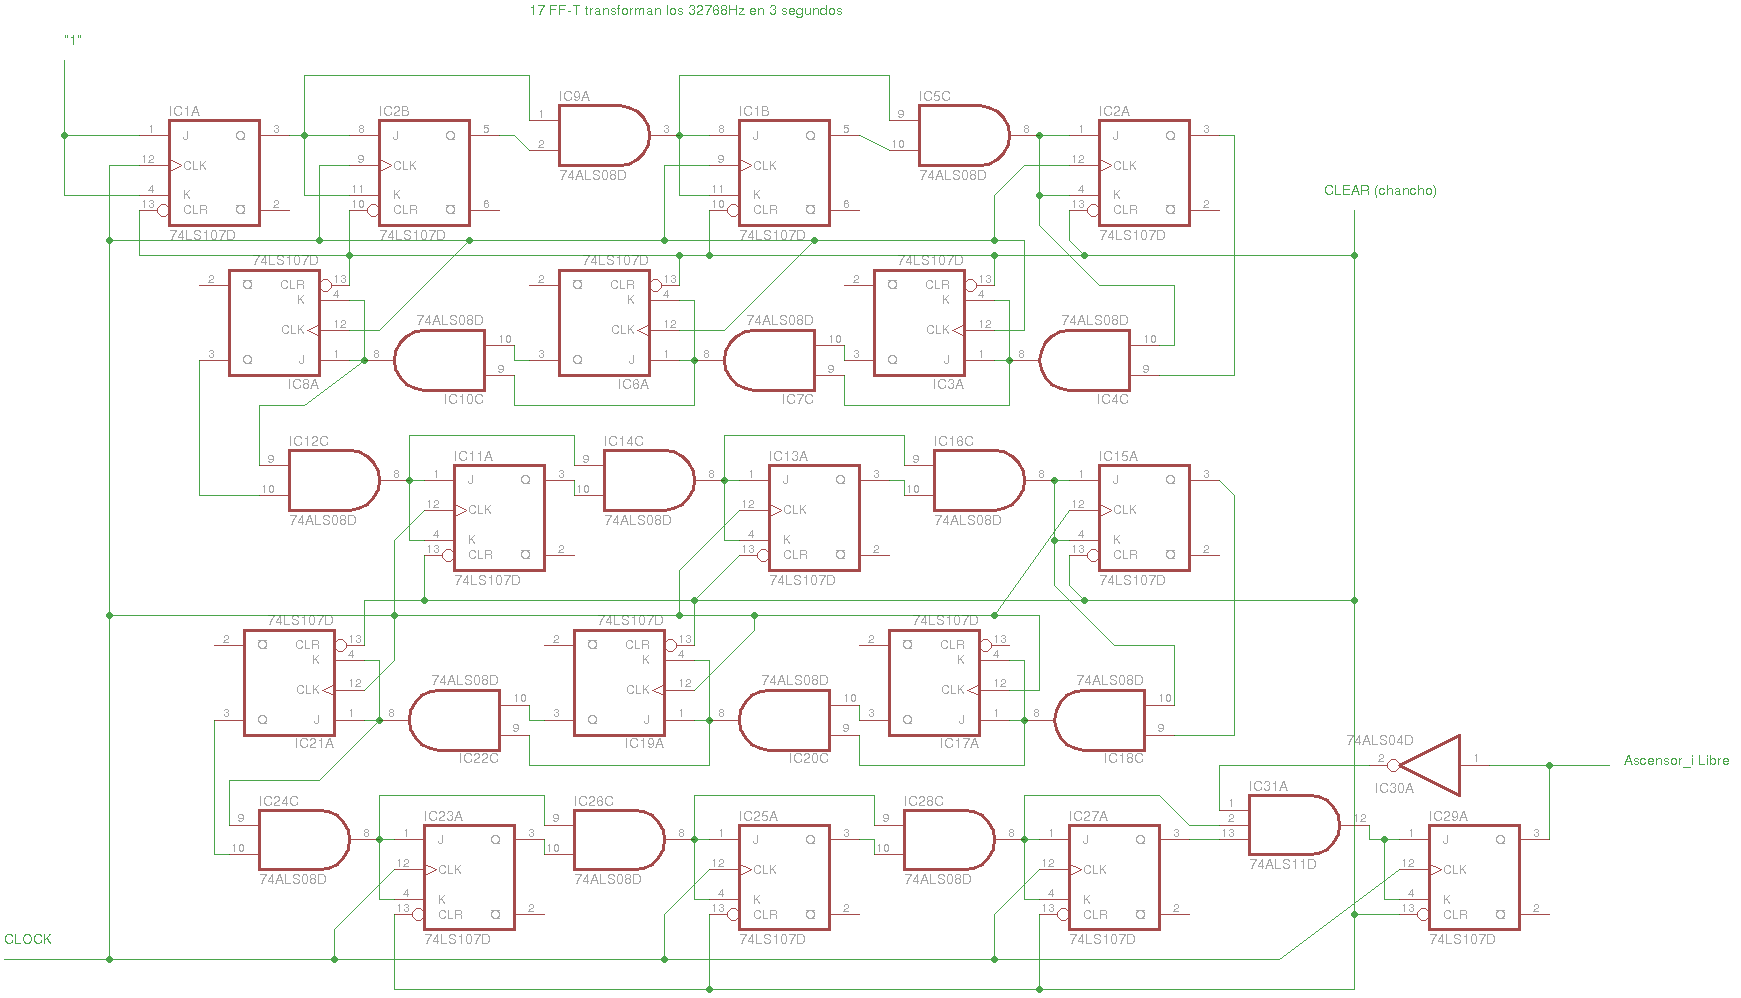 17 FF-T transforman los 32768Hz en 3 segundos
"1"
IC1A
IC2B
IC9A
IC1B
IC5C
IC2A
1 J Q 3
8 J Q 5
1
3
8 J Q 5
9
8
1 J Q 3
2
10
12 CLK
9 CLK
9 CLK
12 CLK
74ALS08D
74ALS08D
4 K
11 K
11 K
4 K
CLEAR (chancho)
13 CLR Q 2
10 CLR Q 6
10 CLR Q 6
13 CLR Q 2
74LS107D
74LS107D
74LS107D
74LS107D
74LS107D
74LS107D
74LS107D
2 Q CLR 13
2 Q CLR 13
2 Q CLR 13
K 4
K 4
K 4
74ALS08D
74ALS08D
74ALS08D
CLK 12
CLK 12
CLK 12
10
10
10
3 Q J 1
8
3 Q J 1
8
3 Q J 1
8
9
9
9
IC8A
IC10C
IC6A
IC7C
IC3A
IC4C
IC12C
IC11A
IC14C
IC13A
IC16C
IC15A
9
9
9
8
1 J Q 3
8
1 J Q 3
8
1 J Q 3
10
10
10
12 CLK
12 CLK
12 CLK
74ALS08D
74ALS08D
74ALS08D
4 K
4 K
4 K
13 CLR Q 2
13 CLR Q 2
13 CLR Q 2
74LS107D
74LS107D
74LS107D
74LS107D
74LS107D
74LS107D
2 Q CLR 13
2 Q CLR 13
2 Q CLR 13
K 4
K 4
K 4
74ALS08D
74ALS08D
74ALS08D
CLK 12
CLK 12
CLK 12
10
10
10
3 Q J 1
8
3 Q J 1
8
3 Q J 1
8
9
9
9
IC21A
IC22C
IC19A
IC20C
IC17A
IC18C
74ALS04D
2
1
Ascensor_i Libre
IC30A
IC24C
IC23A
IC26C
IC25A
IC28C
IC27A
IC31A
IC29A
9
9
9
1
2
12
8
1 J Q 3
8
1 J Q 3
8
1 J Q 3
13
1 J Q 3
10
10
10
12 CLK
12 CLK
12 CLK
74ALS11D
12 CLK
74ALS08D
74ALS08D
74ALS08D
4 K
4 K
4 K
4 K
13 CLR Q 2
13 CLR Q 2
13 CLR Q 2
13 CLR Q 2
74LS107D
74LS107D
74LS107D
74LS107D
CLOCK